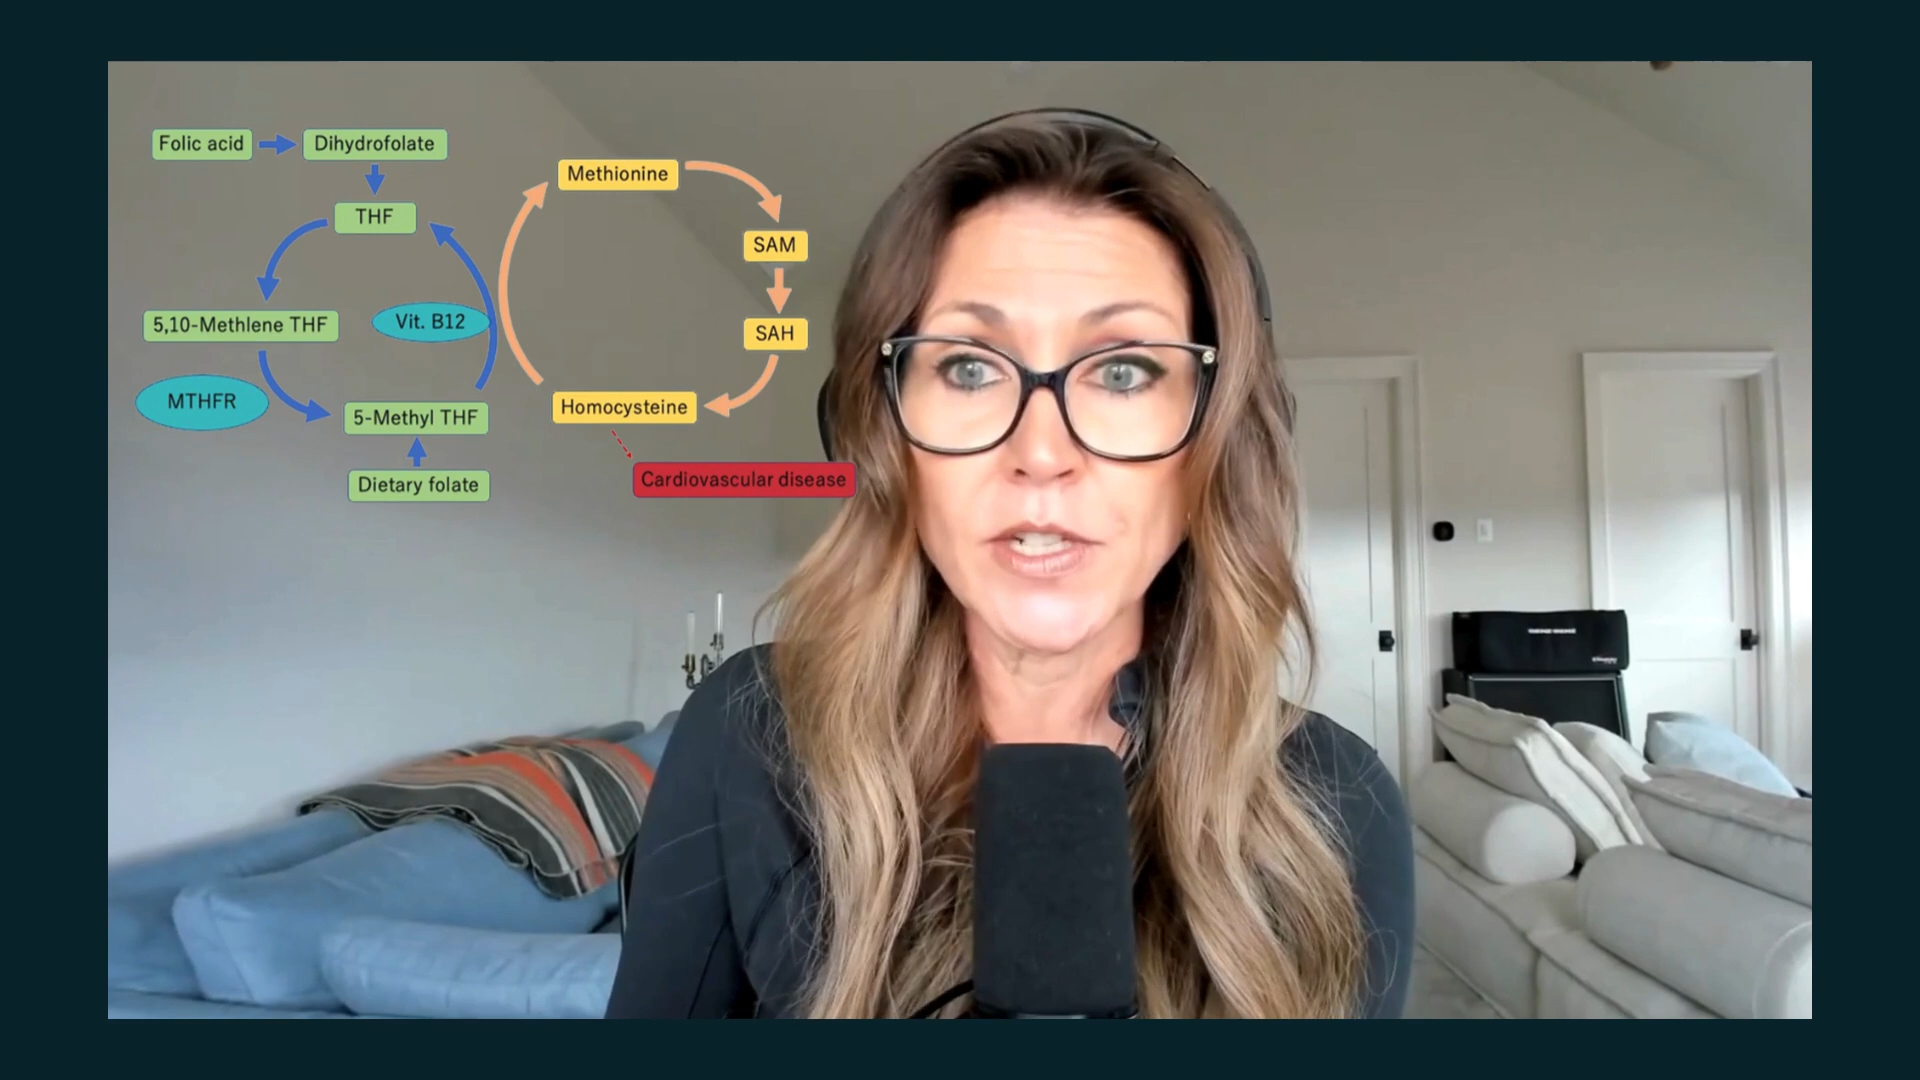 Folic acid
Dihydrofolate
THF
5,10-Methlene THF
Vit. B12
MTHFR
5-Methyl THF
Dietary folate
Methionine
SAM
SAH
Homocysteine
Cardiovascular disease